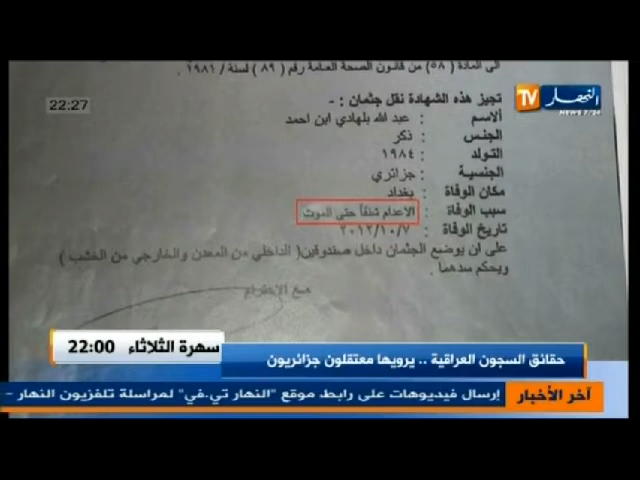 الى المادة (٥٨) من قانون الصحة العامة رقم (٨٩) لسنة /١٩٨١
22:27
النهار TV
NEWS 7/24
تجيز هذه الشهادة نقل جثمان :-
الاسم : عبد الله بلهادي ابن احمد
الجنس : ذكر
التولد : ١٩٨٤
الجنسية : جزائري
مكان الوفاة : بغداد
سبب الوفاة : الاعدام شنقاً حتى الموت
تاريخ الوفاة : ٢٠١٢/١٠/٧
على ان يوضع الجثمان داخل صندوقين( الداخلي من المعدن والخارجي من الخشب )
ويحكم سدهما .
مع الاحترام
سهرة الثلاثاء 22:00
حقائق السجون العراقية .. يرويها معتقلون جزائريون
آخر الأخبار
إرسال فيديوهات على رابط موقع "النهار تي.في" لمراسلة تلفزيون النهار -